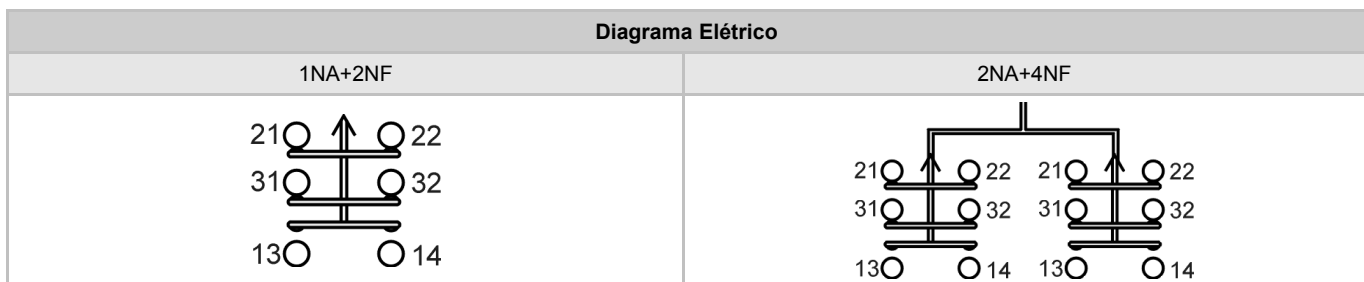 Diagrama Elétrico
1NA+2NF 2NA+4NF
21 22
31 32
13 14
21 22 21 22
31 32 31 32
13 14 13 14